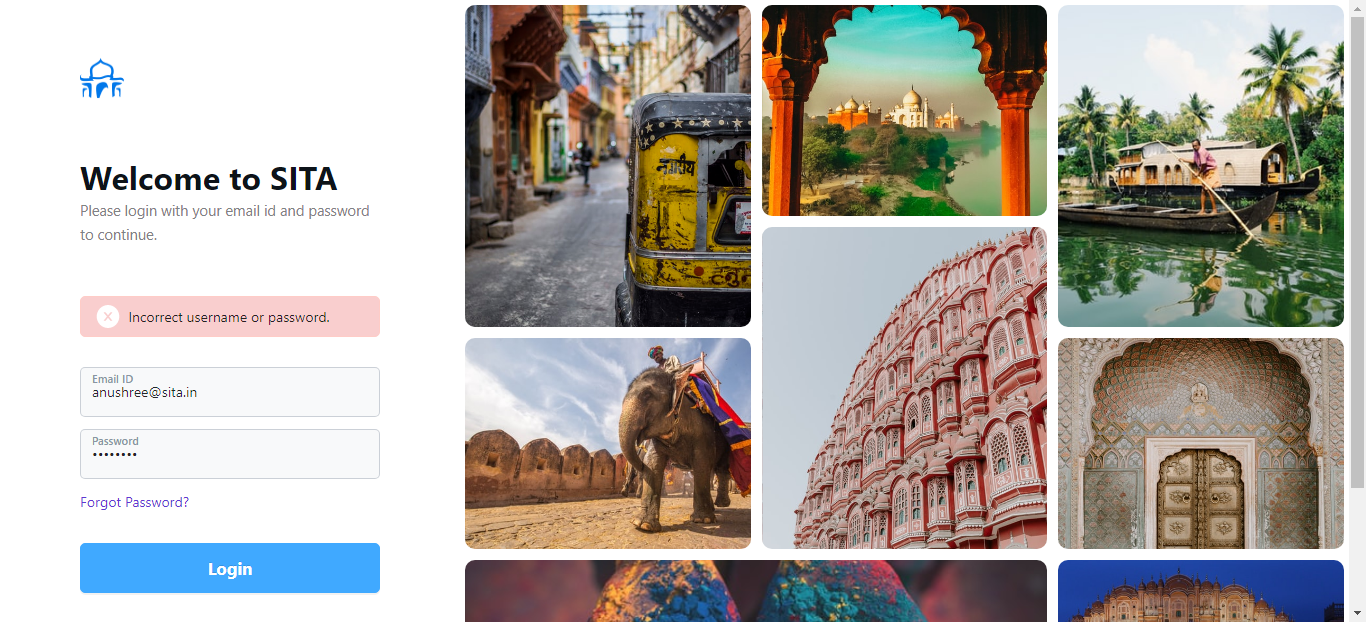 Welcome to SITA
Please login with your email id and password
to continue.
Incorrect username or password.
Email ID
anushree@sita.in
Password
••••••••
Forgot Password?
Login